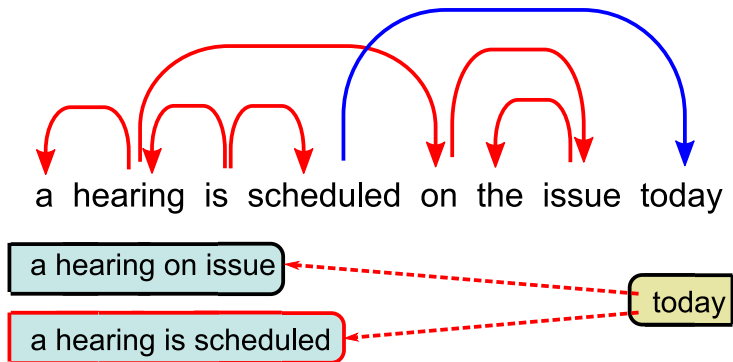 a hearing is scheduled on the issue today
a hearing on issue
today
a hearing is scheduled